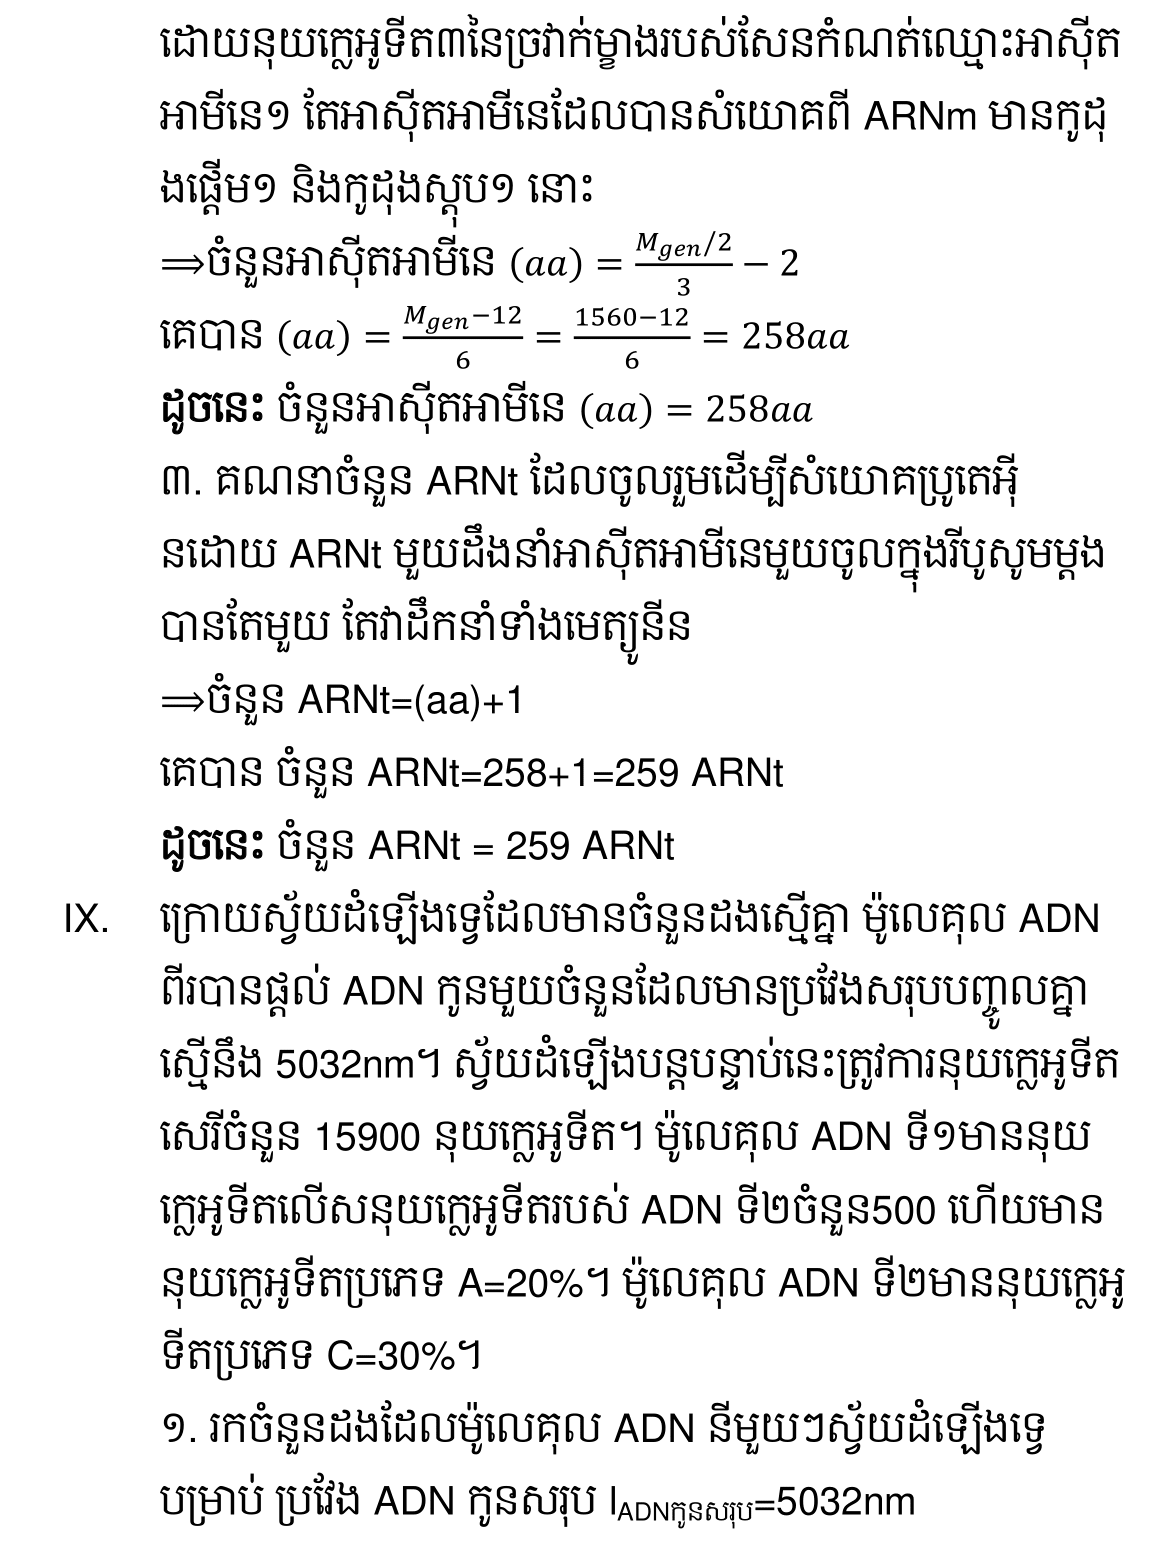 ដោយនុយក្លេអូទីត៣នៃច្រវាក់ម្ខាងរបស់សែនកំណត់ឈ្មោះអាស៊ីត
អាមីនេ១ តែអាស៊ីតអាមីនេដែលបានសំយោគពី ARNm មានកូដុ
ងផ្តើម១ និងកូដុងស្តុប១ នោះ
⟹ចំនួនអាស៊ីតអាមីនេ (aa) = \frac{M_{gen}/2}{3} − 2
គេបាន (aa) = \frac{M_{gen}−12}{6} = \frac{1560−12}{6} = 258aa
ដូចនេះ ចំនួនអាស៊ីតអាមីនេ (aa) = 258aa
៣. គណនាចំនួន ARNt ដែលចូលរួមដើម្បីសំយោគប្រូតេអ៊ី
នដោយ ARNt មួយដឹងនាំអាស៊ីតអាមីនេមួយចូលក្នុងរីបូសូមម្តង
បានតែមួយ តែវាដឹកនាំទាំងមេត្យូនីន
⟹ចំនួន ARNt=(aa)+1
គេបាន ចំនួន ARNt=258+1=259 ARNt
ដូចនេះ ចំនួន ARNt = 259 ARNt
IX. ក្រោយស្វ័យដំឡើងទ្វេដែលមានចំនួនដងស្មើគ្នា ម៉ូលេគុល ADN
ពីរបានផ្តល់ ADN កូនមួយចំនួនដែលមានប្រវែងសរុបបញ្ចូលគ្នា
ស្មើនឹង 5032nm។ ស្វ័យដំឡើងបន្តបន្ទាប់នេះត្រូវការនុយក្លេអូទីត
សេរីចំនួន 15900 នុយក្លេអូទីត។ ម៉ូលេគុល ADN ទី១មាននុយ
ក្លេអូទីតលើសនុយក្លេអូទីតរបស់ ADN ទី២ចំនួន500 ហើយមាន
នុយក្លេអូទីតប្រភេទ A=20%។ ម៉ូលេគុល ADN ទី២មាននុយក្លេអូ
ទីតប្រភេទ C=30%។
១. រកចំនួនដងដែលម៉ូលេគុល ADN នីមួយៗស្វ័យដំឡើងទ្វេ
បម្រាប់ ប្រវែង ADN កូនសរុប l_{ADNកូនសរុប}=5032nm